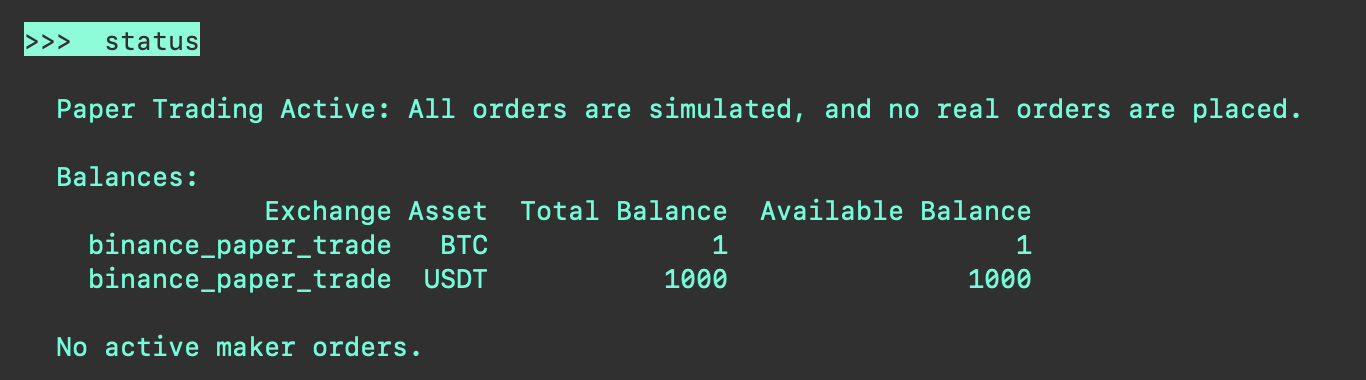 >>>  status
Paper Trading Active: All orders are simulated, and no real orders are placed.
Balances:
Exchange Asset  Total Balance  Available Balance
binance_paper_trade   BTC              1                  1
binance_paper_trade  USDT           1000               1000
No active maker orders.